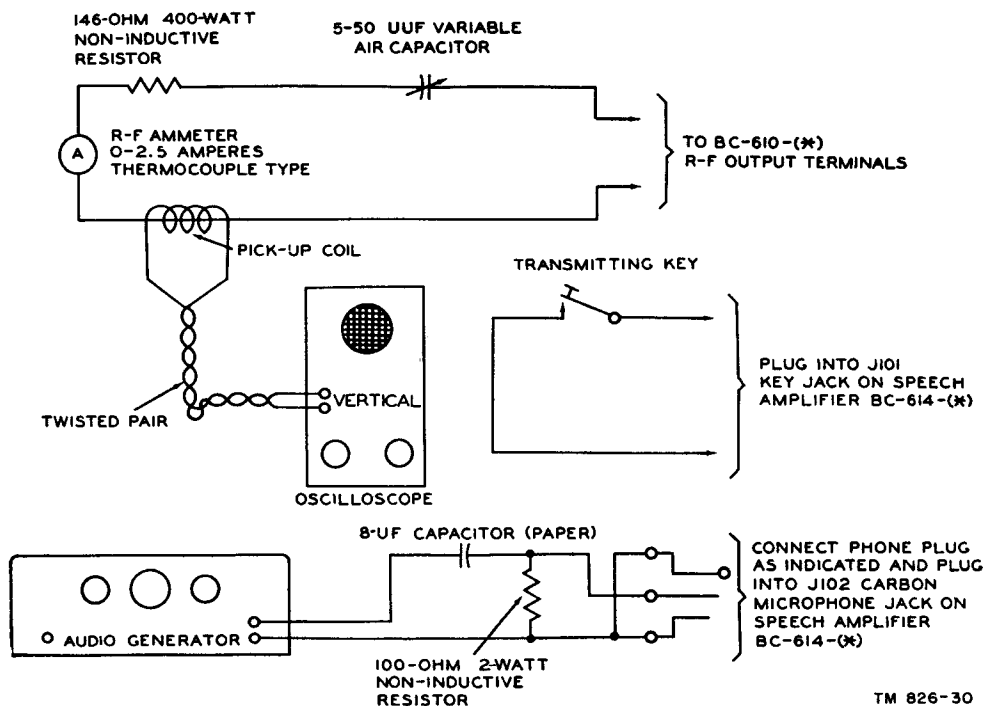 146-OHM 400-WATT
NON-INDUCTIVE
RESISTOR
5-50 UUF VARIABLE
AIR CAPACITOR
A
R-F AMMETER
0-2.5 AMPERES
THERMOCOUPLE TYPE
TO BC-610-(*)
R-F OUTPUT TERMINALS
PICK-UP COIL
TRANSMITTING KEY
VERTICAL
TWISTED PAIR
OSCILLOSCOPE
PLUG INTO J101
KEY JACK ON SPEECH
AMPLIFIER BC-614-(*)
8-UF CAPACITOR (PAPER)
AUDIO GENERATOR
100-OHM 2-WATT
NON-INDUCTIVE
RESISTOR
CONNECT PHONE PLUG
AS INDICATED AND PLUG
INTO J102 CARBON
MICROPHONE JACK ON
SPEECH AMPLIFIER
BC-614-(*)
TM 826-30